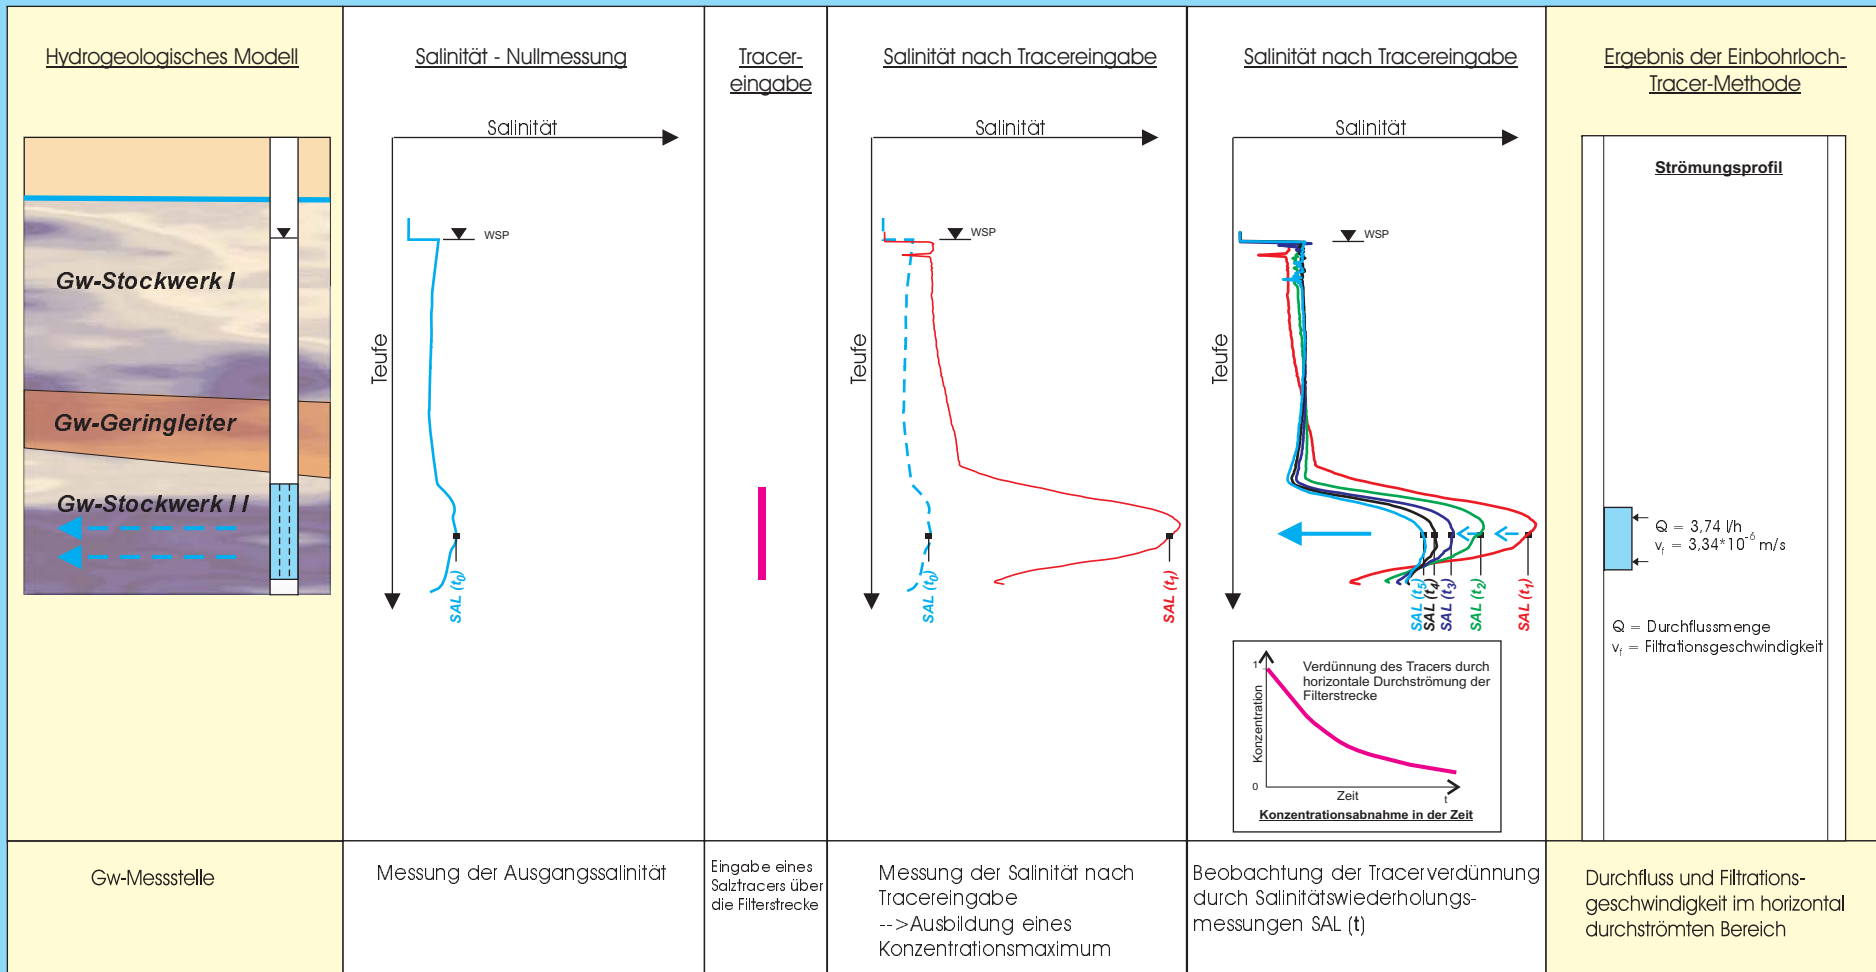 Hydrogeologisches Modell
Gw-Stockwerk I
Gw-Geringleiter
Gw-Stockwerk I I
Gw-Messstelle
Salinität - Nullmessung
Salinität
WSP
Teufe
SAL (t0)
Messung der Ausgangssalinität
Tracer-
eingabe
Eingabe eines
Salztracers über
die Filterstrecke
Salinität nach Tracereingabe
Salinität
WSP
Teufe
SAL (t0)
SAL (t1)
Messung der Salinität nach
Tracereingabe
-->Ausbildung eines
Konzentrationsmaximum
Salinität nach Tracereingabe
Salinität
WSP
Teufe
SAL (t5)
SAL (t4)
SAL (t3)
SAL (t2)
SAL (t1)
1
Verdünnung des Tracers durch
horizontale Durchströmung der
Filterstrecke
Konzentration
0
Zeit
t
Konzentrationsabnahme in der Zeit
Beobachtung der Tracerverdünnung
durch Salinitätswiederholungs-
messungen SAL (t)
Ergebnis der Einbohrloch-
Tracer-Methode
Strömungsprofil
Q = 3,74 l/h
vf = 3,34*10-6 m/s
Q = Durchflussmenge
vf = Filtrationsgeschwindigkeit
Durchfluss und Filtrations-
geschwindigkeit im horizontal
durchströmten Bereich